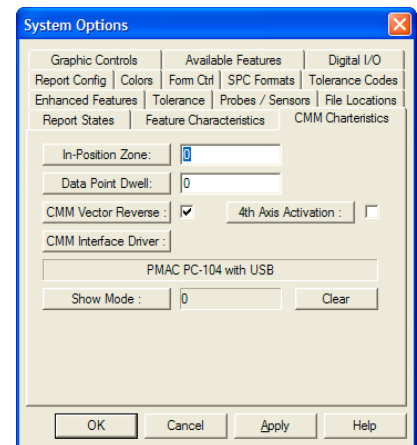 System Options
Graphic Controls Available Features Digital I/O
Report Config Colors Form Ctrl SPC Formats Tolerance Codes
Enhanced Features Tolerance Probes / Sensors File Locations
Report States Feature Characteristics CMM Charteristics
In-Position Zone: 0
Data Point Dwell: 0
CMM Vector Reverse : 4th Axis Activation :
CMM Interface Driver :
PMAC PC-104 with USB
Show Mode : 0 Clear
OK Cancel Apply Help